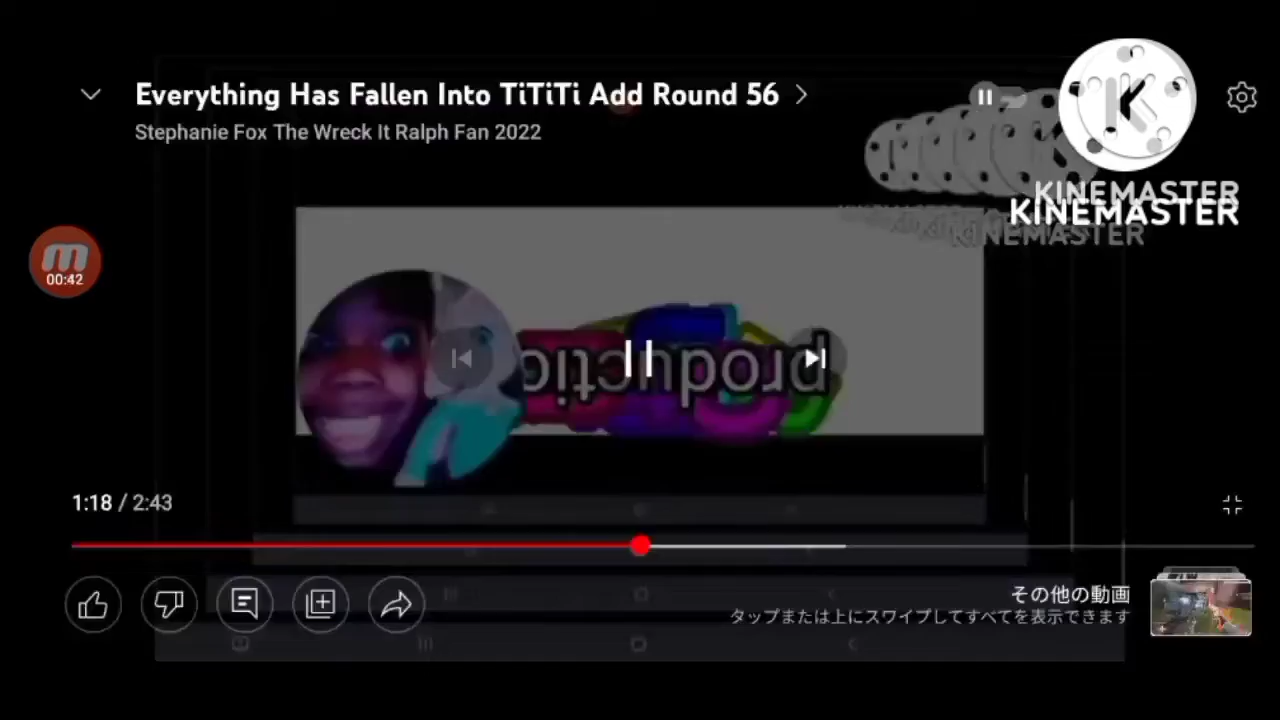 Everything Has Fallen Into TiTiTi Add Round 56
Stephanie Fox The Wreck It Ralph Fan 2022
K
KINEMASTER
KINEMASTER
KINEMASTER
m
00:42
production
1:18 / 2:43
その他の動画
タップまたは上にスワイプしてすべてを表示できます